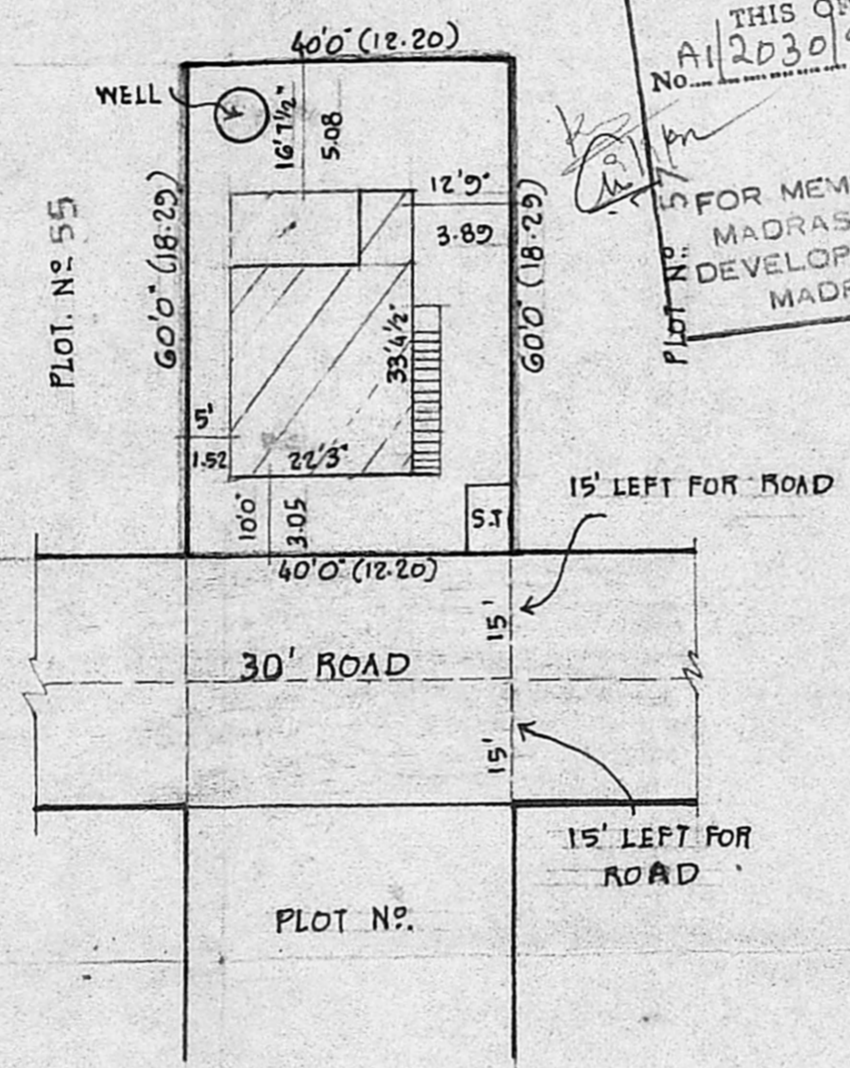 40'0" (12.20)
WELL
16'7½"
5.08
12'9"
3.89
PLOT. Nº 55
60'0" (18.29)
60'0" (18.29)
33'4½"
5'
1.52
22'3"
10'0"
3.05
S.T
40'0" (12.20)
15' LEFT FOR ROAD
30' ROAD
15'
15'
15' LEFT FOR
ROAD
PLOT Nº.
PLOT Nº. 57
THIS OF
No. A1/2030/
FOR MEM
MADRAS
DEVELOP
MADR